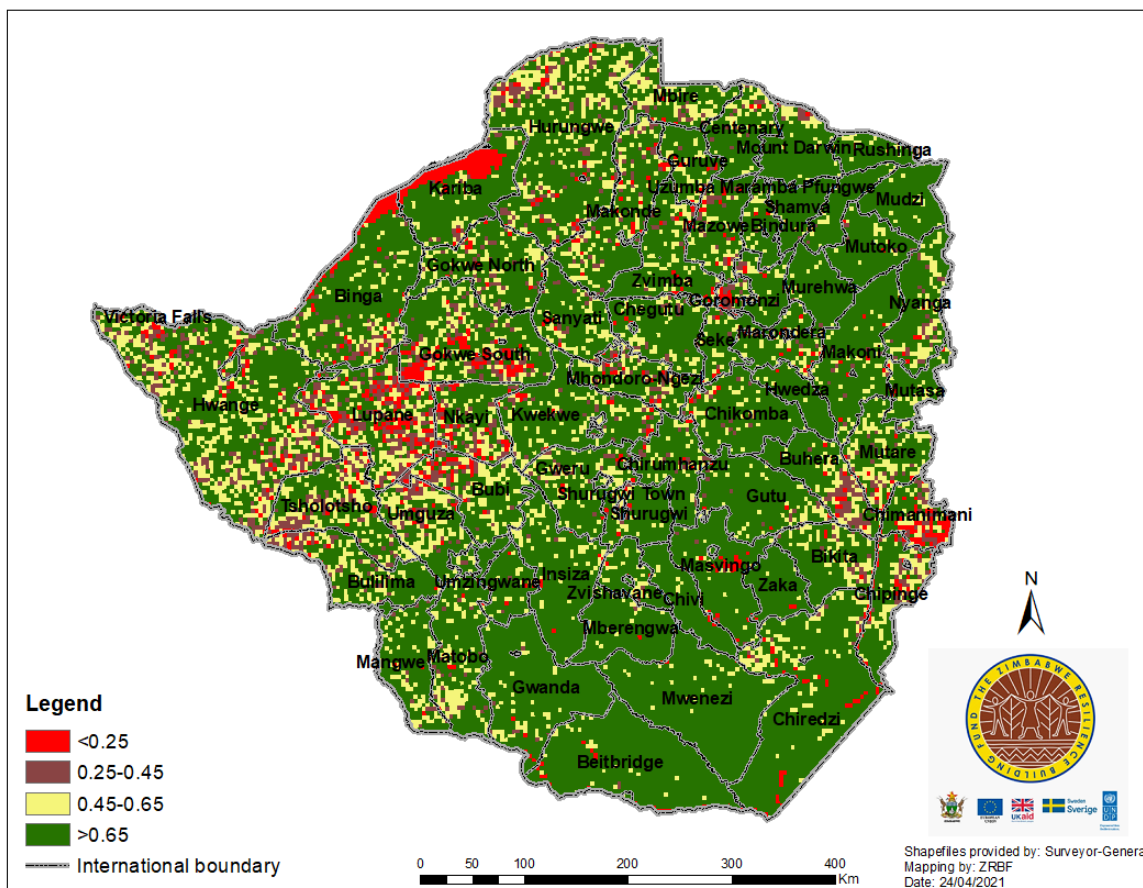 Mbire
Hurungwe
Centenary
Mount Darwin
Rushinga
Guruve
Kariba
Uzumba Maramba Pfungwe
Shamva
Mudzi
Makonde
Mazowe
Bindura
Mutoko
Gokwe North
Zvimba
Murehwa
Binga
Goromonzi
Nyanga
Victoria Falls
Sanyati
Chegutu
Seke
Marondera
Makoni
Gokwe South
Mhondoro-Ngezi
Hwedza
Mutasa
Hwange
Lupane
Nkayi
Kwekwe
Chikomba
Buhera
Mutare
Gweru
Chirumhanzu
Bubi
Tsholotsho
Umguza
Shurugwi Town
Gutu
Shurugwi
Chimanimani
Bikita
Masvingo
Insiza
Bulilima
Umzingwane
Zvishavane
Chivi
Zaka
Chipinge
Mberengwa
Mangwe
Matobo
Gwanda
Mwenezi
Chiredzi
Beitbridge
N
THE ZIMBABWE RESILIENCE BUILDING FUND
EUROPEAN UNION
UKaid
Sweden
Sverige
UN
DP
Legend
<0.25
0.25-0.45
0.45-0.65
>0.65
International boundary
0 50 100 200 300 400
Km
Shapefiles provided by: Surveyor-Genera
Mapping by: ZRBF
Date: 24/04/2021